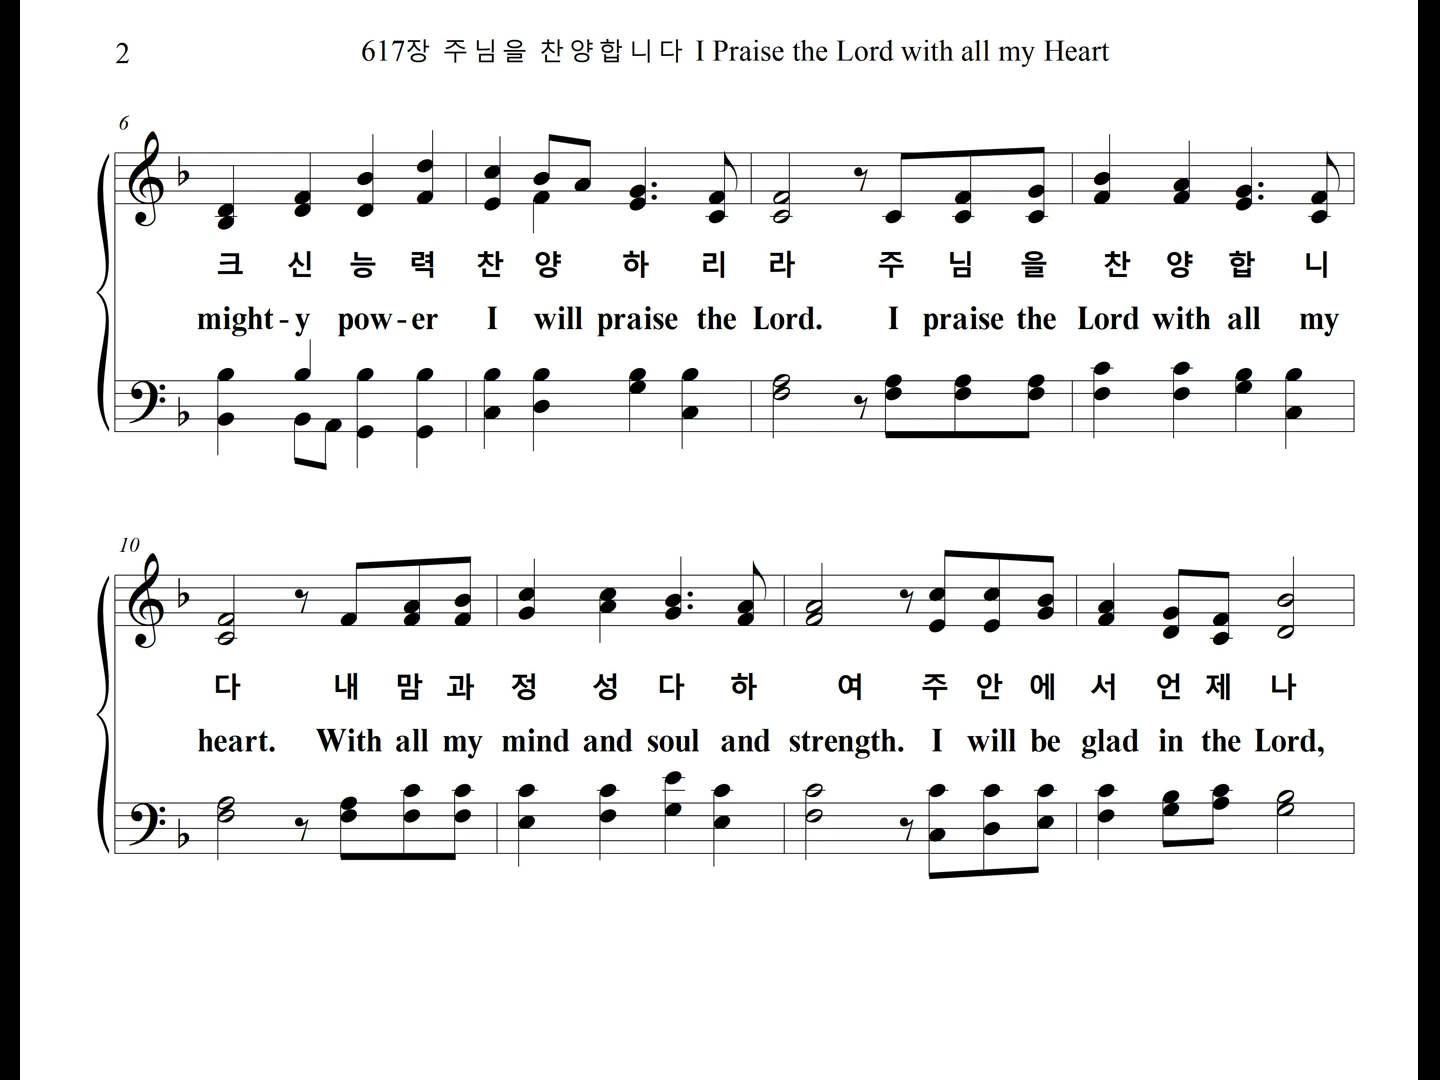 2
617장 주님을 찬양합니다 I Praise the Lord with all my Heart
6
크 신 능 력 찬 양 하 리 라 주 님 을 찬 양 합 니
might - y pow - er I will praise the Lord. I praise the Lord with all my
10
다 내 맘 과 정 성 다 하 여 주 안 에 서 언 제 나
heart. With all my mind and soul and strength. I will be glad in the Lord,